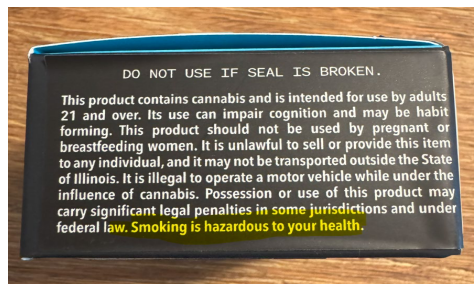 DO NOT USE IF SEAL IS BROKEN.
This product contains cannabis and is intended for use by adults
21 and over. Its use can impair cognition and may be habit
forming. This product should not be used by pregnant or
breastfeeding women. It is unlawful to sell or provide this item
to any individual, and it may not be transported outside the State
of Illinois. It is illegal to operate a motor vehicle while under the
influence of cannabis. Possession or use of this product may
carry significant legal penalties in some jurisdictions and under
federal law. Smoking is hazardous to your health.